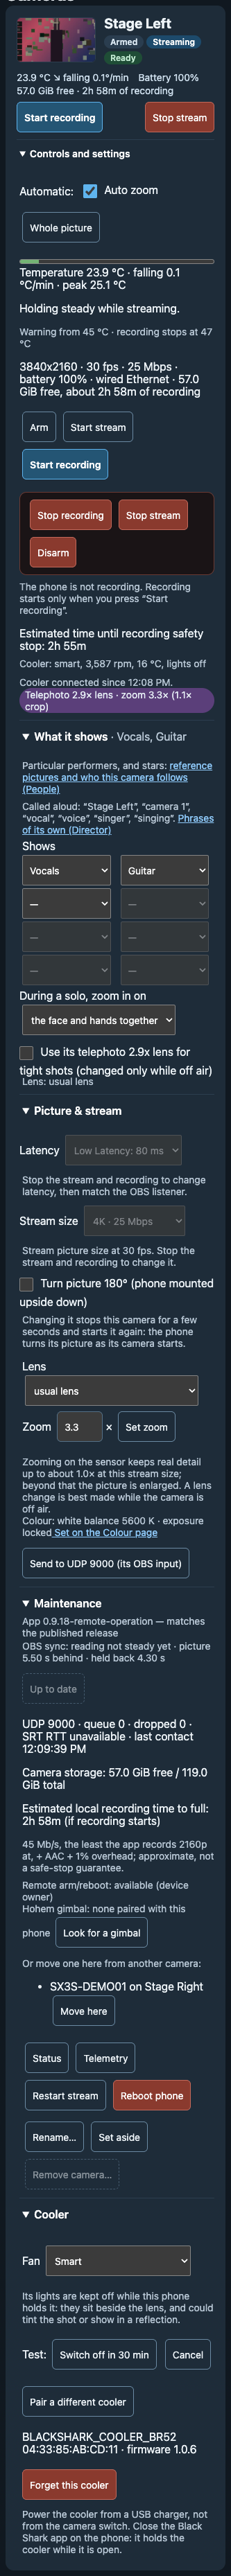 Cameras
Stage Left
Armed Streaming
Ready
23.9 °C ↘ falling 0.1°/min Battery 100%
57.0 GiB free · 2h 58m of recording
Start recording Stop stream
▼ Controls and settings
Automatic: Auto zoom
Whole picture
Temperature 23.9 °C · falling 0.1
°C/min · peak 25.1 °C
Holding steady while streaming.
Warning from 45 °C · recording stops at 47
°C
3840x2160 · 30 fps · 25 Mbps ·
battery 100% · wired Ethernet · 57.0
GiB free, about 2h 58m of recording
Arm Start stream
Start recording
Stop recording Stop stream
Disarm
The phone is not recording. Recording
starts only when you press “Start
recording”.
Estimated time until recording safety
stop: 2h 55m
Cooler: smart, 3,587 rpm, 16 °C, lights off
Cooler connected since 12:08 PM.
Telephoto 2.9× lens · zoom 3.3× (1.1×
crop)
▼ What it shows · Vocals, Guitar
Particular performers, and stars: reference
pictures and who this camera follows
(People)
Called aloud: “Stage Left”, “camera 1”,
“vocal”, “voice”, “singer”, “singing”. Phrases
of its own (Director)
Shows
Vocals Guitar
— —
— —
— —
During a solo, zoom in on
the face and hands together
Use its telephoto 2.9x lens for
tight shots (changed only while off air)
Lens: usual lens
▼ Picture & stream
Latency Low Latency: 80 ms
Stop the stream and recording to change
latency, then match the OBS listener.
Stream size 4K · 25 Mbps
Stream picture size at 30 fps. Stop the
stream and recording to change it.
Turn picture 180° (phone mounted
upside down)
Changing it stops this camera for a few
seconds and starts it again: the phone
turns its picture as its camera starts.
Lens
usual lens
Zoom 3.3 × Set zoom
Zooming on the sensor keeps real detail
up to about 1.0× at this stream size;
beyond that the picture is enlarged. A lens
change is best made while the camera is
off air.
Colour: white balance 5600 K · exposure
locked Set on the Colour page
Send to UDP 9000 (its OBS input)
▼ Maintenance
App 0.9.18-remote-operation — matches
the published release
OBS sync: reading not steady yet · picture
5.50 s behind · held back 4.30 s
Up to date
UDP 9000 · queue 0 · dropped 0 ·
SRT RTT unavailable · last contact
12:09:39 PM
Camera storage: 57.0 GiB free / 119.0
GiB total
Estimated local recording time to full:
2h 58m (if recording starts)
45 Mb/s, the least the app records 2160p
at, + AAC + 1% overhead; approximate, not
a safe-stop guarantee.
Remote arm/reboot: available (device
owner)
Hohem gimbal: none paired with this
phone Look for a gimbal
Or move one here from another camera:
• SX3S-DEMO01 on Stage Right
Move here
Status Telemetry
Restart stream Reboot phone
Rename... Set aside
Remove camera...
▼ Cooler
Fan Smart
Its lights are kept off while this phone
holds it: they sit beside the lens, and could
tint the shot or show in a reflection.
Test: Switch off in 30 min Cancel
Pair a different cooler
BLACKSHARK_COOLER_BR52
04:33:85:AB:CD:11 · firmware 1.0.6
Forget this cooler
Power the cooler from a USB charger, not
from the camera switch. Close the Black
Shark app on the phone: it holds the
cooler while it is open.